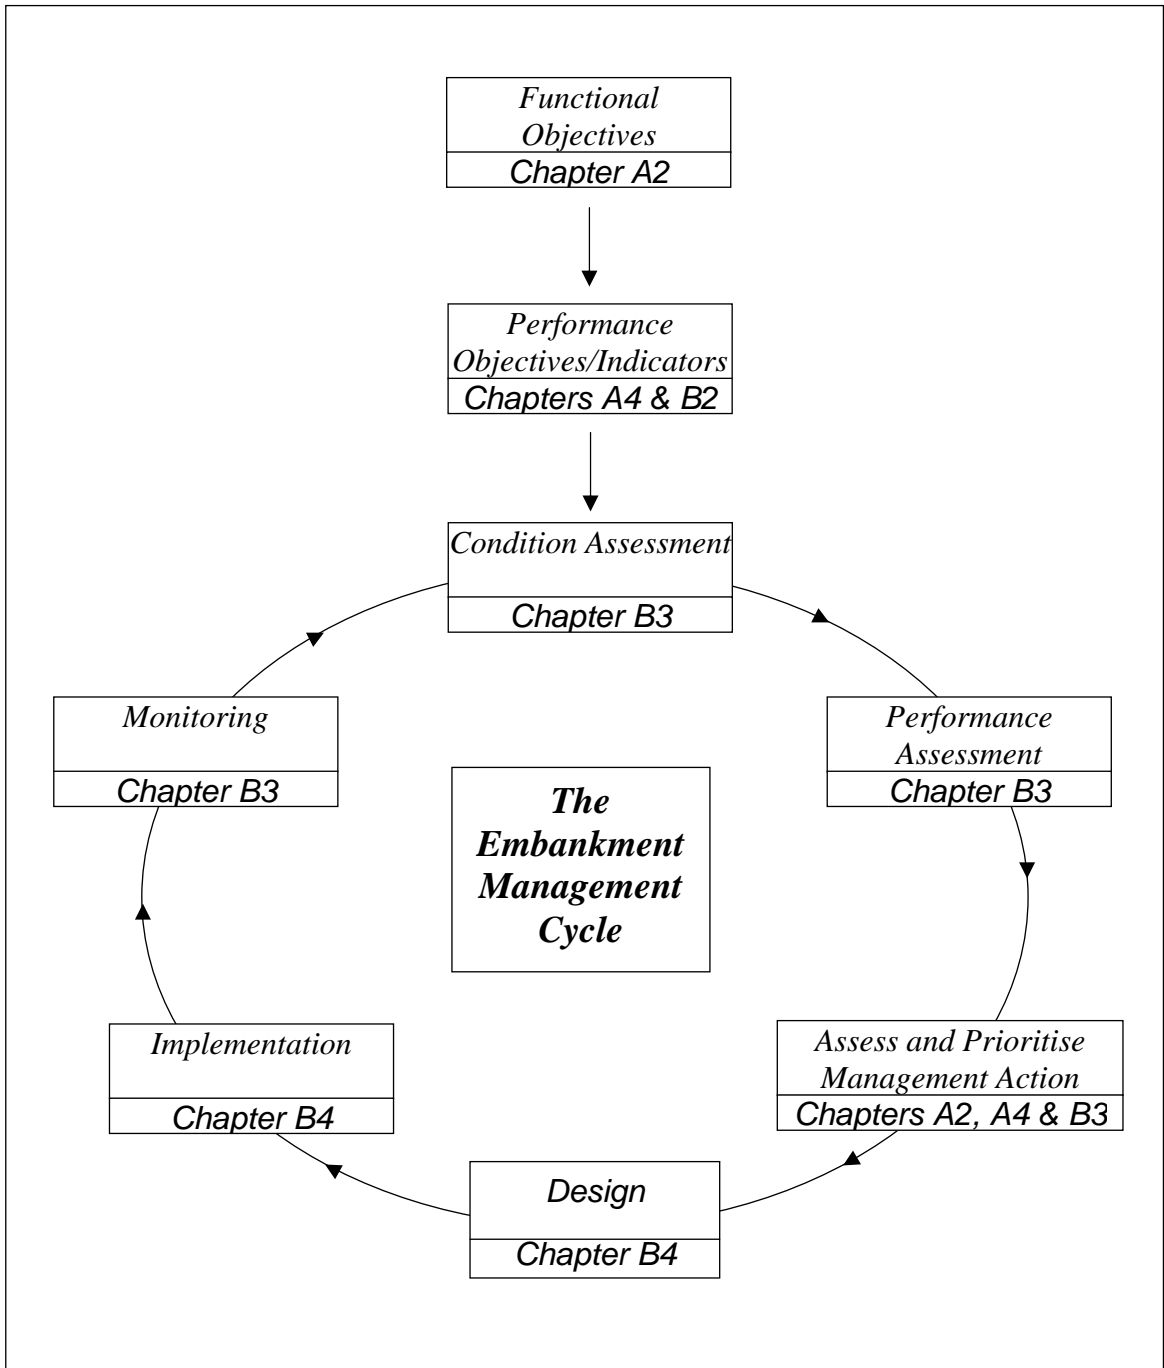 Functional
Objectives
Chapter A2
Performance
Objectives/Indicators
Chapters A4 & B2
Condition Assessment
Chapter B3
Monitoring
Chapter B3
Performance
Assessment
Chapter B3
The
Embankment
Management
Cycle
Implementation
Chapter B4
Assess and Prioritise
Management Action
Chapters A2, A4 & B3
Design
Chapter B4